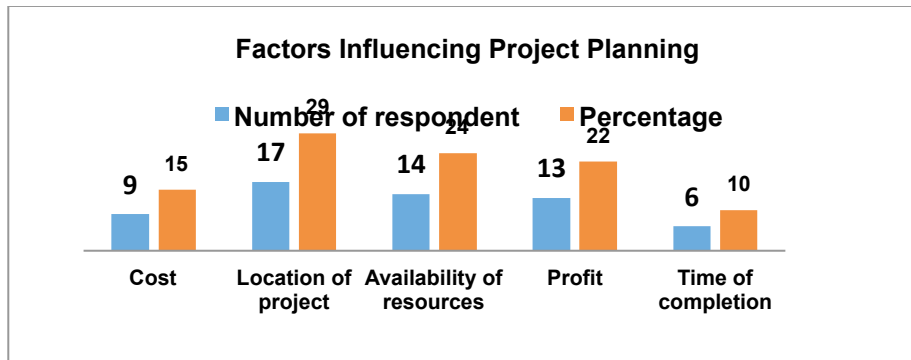 Factors Influencing Project Planning
Number of respondent Percentage
9 15 17 29 14 24 13 22 6 10
Cost Location of project Availability of resources Profit Time of completion